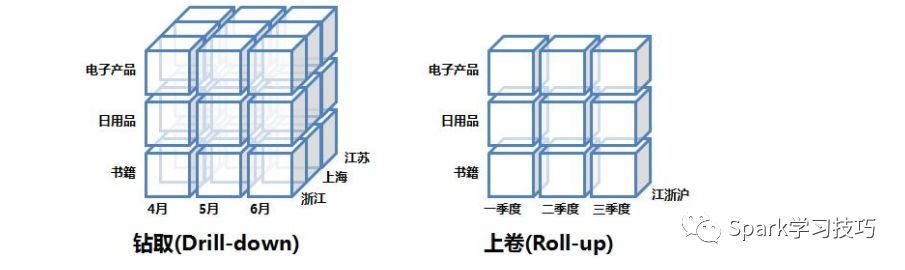 电子产品
日用品
书籍
4月 5月 6月
浙江
上海
江苏
钻取(Drill-down)
电子产品
日用品
书籍
一季度 二季度 三季度
江浙沪
上卷(Roll-up)
Spark学习技巧